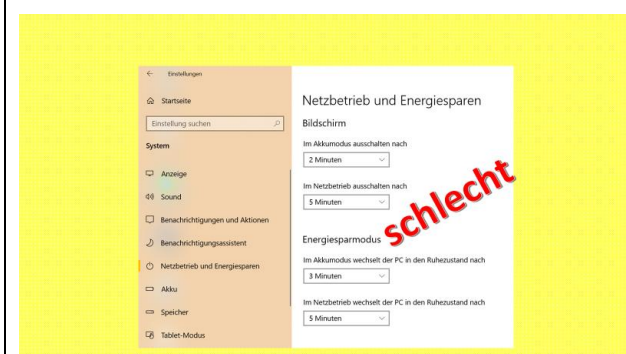 Einstellungen
Startseite
Einstellung suchen
System
Anzeige
Sound
Benachrichtigungen und Aktionen
Benachrichtigungsassistent
Netzbetrieb und Energiesparen
Akku
Speicher
Tablet-Modus
Netzbetrieb und Energiesparen
Bildschirm
Im Akkumodus ausschalten nach
2 Minuten
Im Netzbetrieb ausschalten nach
5 Minuten
schlecht
Energiesparmodus
Im Akkumodus wechselt der PC in den Ruhezustand nach
3 Minuten
Im Netzbetrieb wechselt der PC in den Ruhezustand nach
5 Minuten